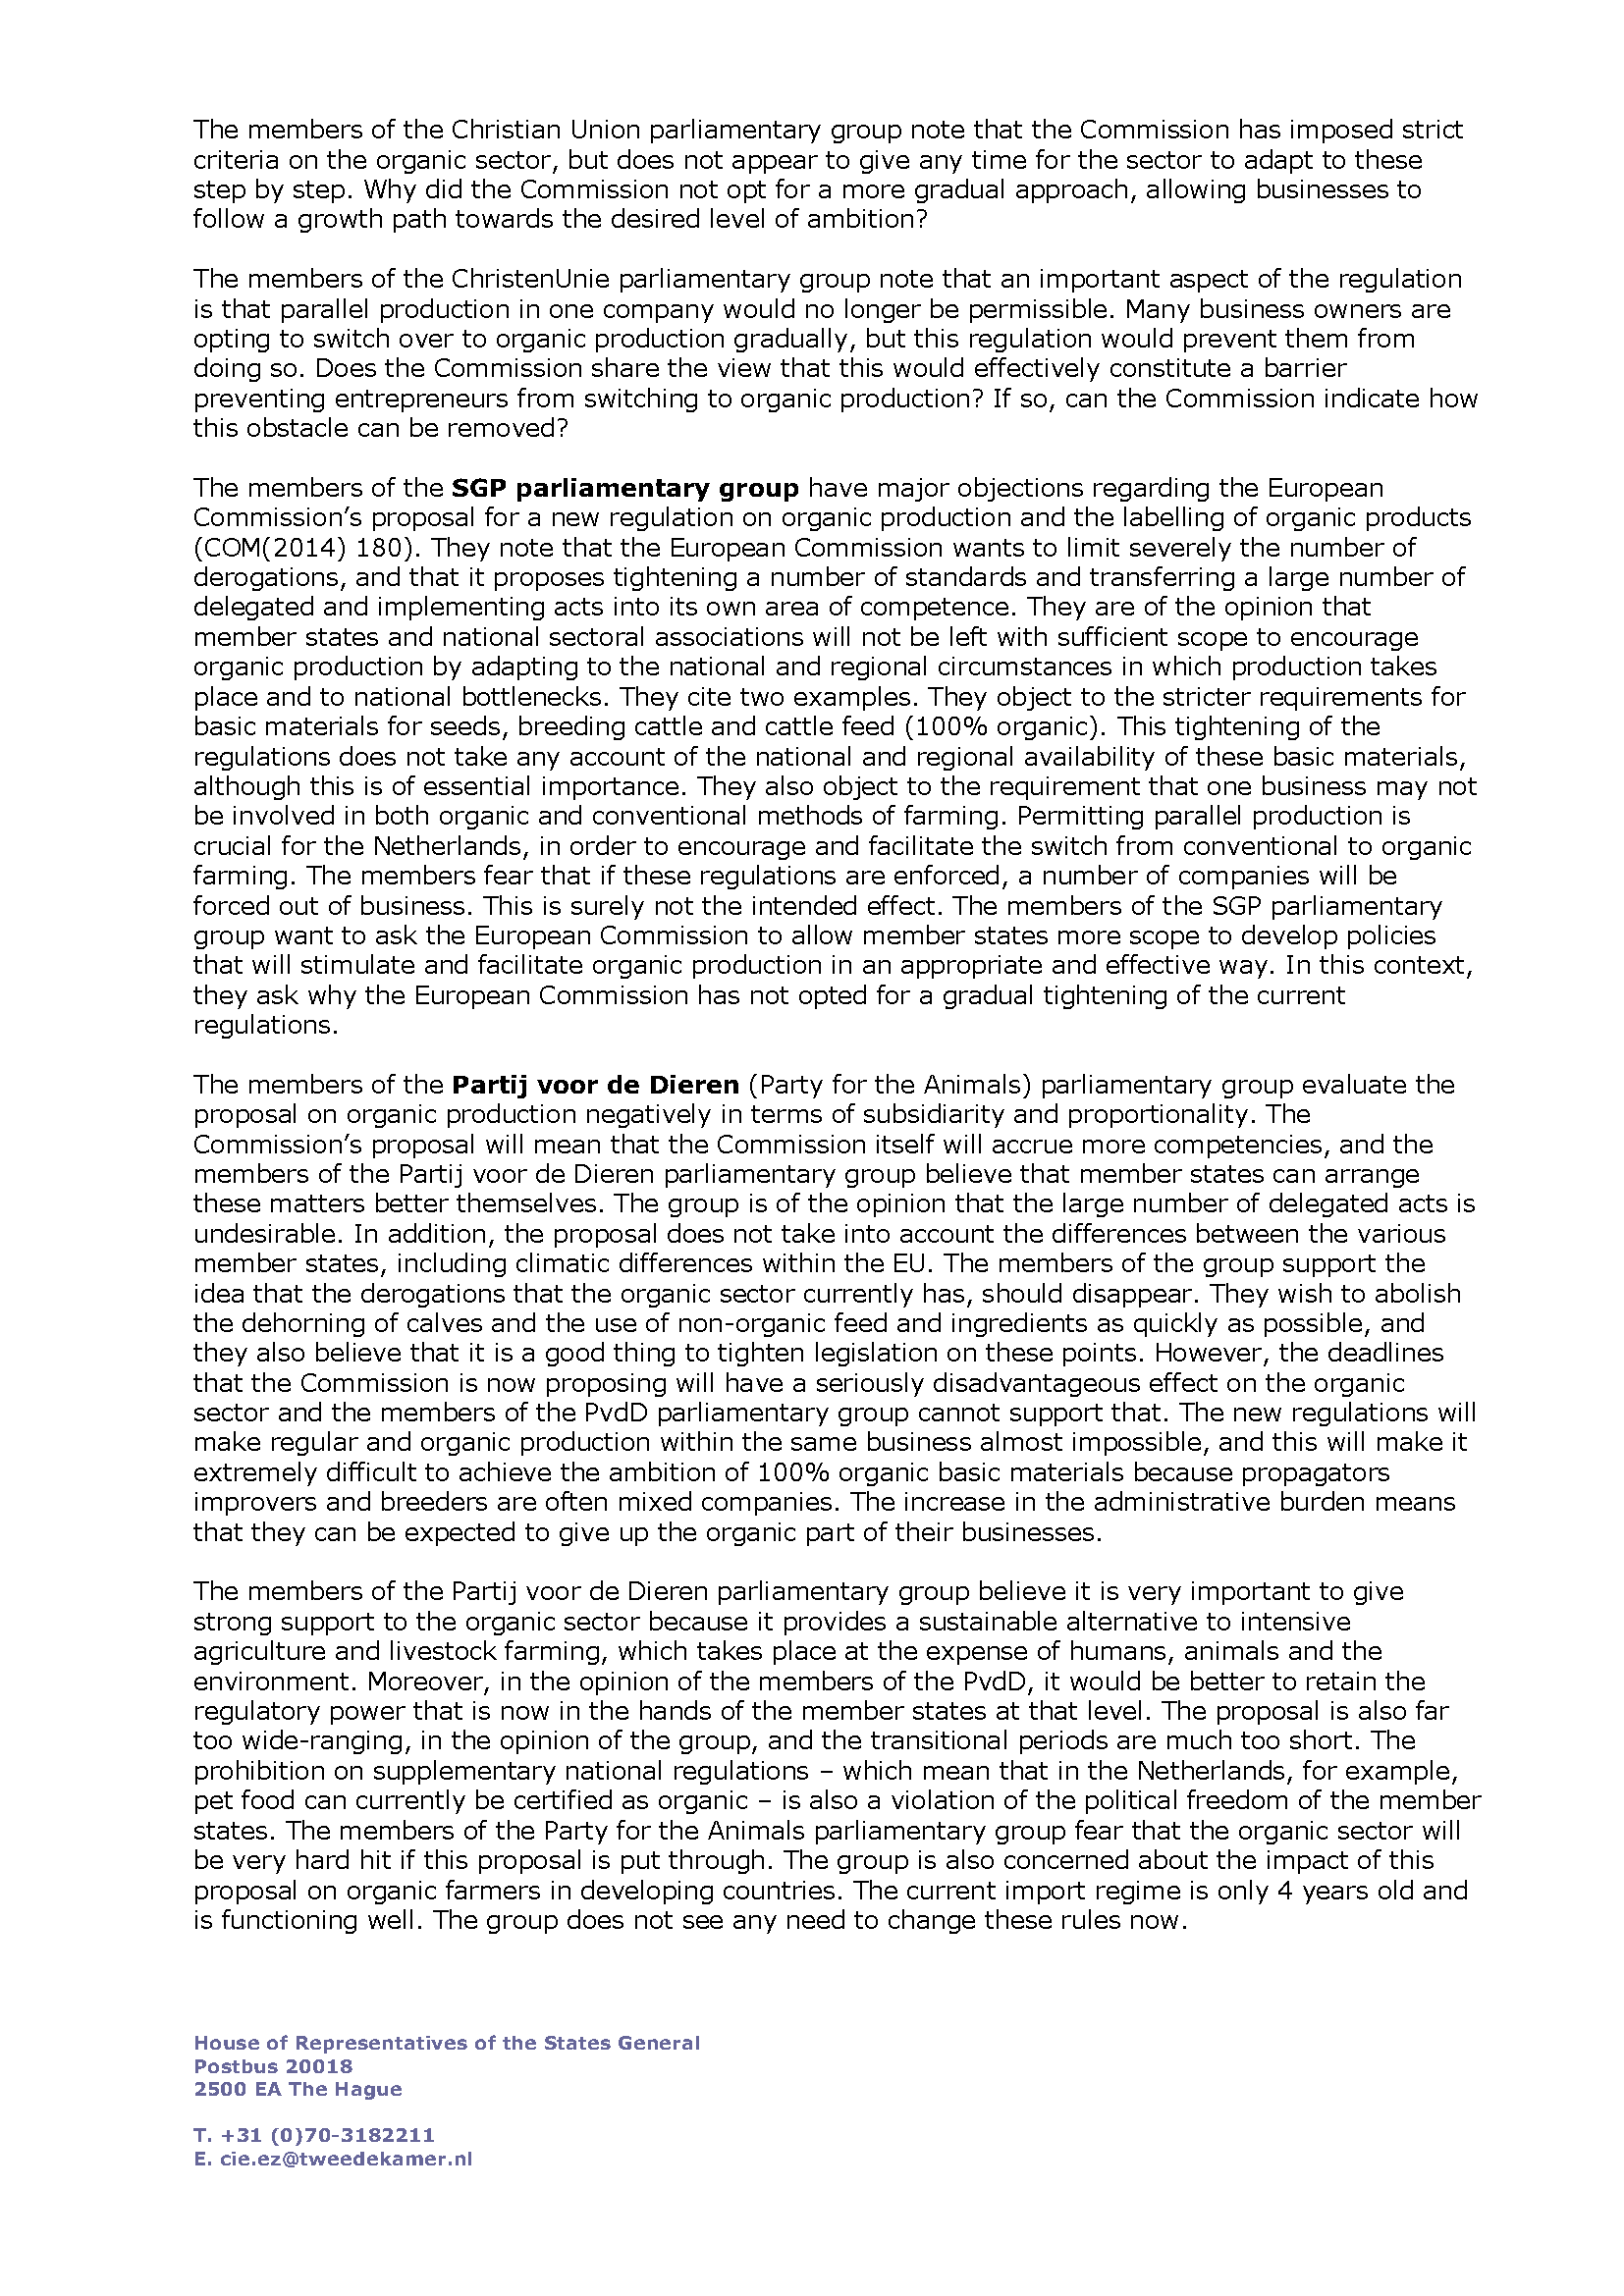 The members of the Christian Union parliamentary group note that the Commission has imposed strict
criteria on the organic sector, but does not appear to give any time for the sector to adapt to these
step by step. Why did the Commission not opt for a more gradual approach, allowing businesses to
follow a growth path towards the desired level of ambition?

The members of the ChristenUnie parliamentary group note that an important aspect of the regulation
is that parallel production in one company would no longer be permissible. Many business owners are
opting to switch over to organic production gradually, but this regulation would prevent them from
doing so. Does the Commission share the view that this would effectively constitute a barrier
preventing entrepreneurs from switching to organic production? If so, can the Commission indicate how
this obstacle can be removed?

The members of the SGP parliamentary group have major objections regarding the European
Commission's proposal for a new regulation on organic production and the labelling of organic products
(COM(2014) 180). They note that the European Commission wants to limit severely the number of
derogations, and that it proposes tightening a number of standards and transferring a large number of
delegated and implementing acts into its own area of competence. They are of the opinion that
member states and national sectoral associations will not be left with sufficient scope to encourage
organic production by adapting to the national and regional circumstances in which production takes
place and to national bottlenecks. They cite two examples. They object to the stricter requirements for
basic materials for seeds, breeding cattle and cattle feed (100% organic). This tightening of the
regulations does not take any account of the national and regional availability of these basic materials,
although this is of essential importance. They also object to the requirement that one business may not
be involved in both organic and conventional methods of farming. Permitting parallel production is
crucial for the Netherlands, in order to encourage and facilitate the switch from conventional to organic
farming. The members fear that if these regulations are enforced, a number of companies will be
forced out of business. This is surely not the intended effect. The members of the SGP parliamentary
group want to ask the European Commission to allow member states more scope to develop policies
that will stimulate and facilitate organic production in an appropriate and effective way. In this context,
they ask why the European Commission has not opted for a gradual tightening of the current
regulations.

The members of the Partij voor de Dieren (Party for the Animals) parliamentary group evaluate the
proposal on organic production negatively in terms of subsidiarity and proportionality. The
Commission's proposal will mean that the Commission itself will accrue more competencies, and the
members of the Partij voor de Dieren parliamentary group believe that member states can arrange
these matters better themselves. The group is of the opinion that the large number of delegated acts is
undesirable. In addition, the proposal does not take into account the differences between the various
member states, including climatic differences within the EU. The members of the group support the
idea that the derogations that the organic sector currently has, should disappear. They wish to abolish
the dehorning of calves and the use of non-organic feed and ingredients as quickly as possible, and
they also believe that it is a good thing to tighten legislation on these points. However, the deadlines
that the Commission is now proposing will have a seriously disadvantageous effect on the organic
sector and the members of the PvdD parliamentary group cannot support that. The new regulations will
make regular and organic production within the same business almost impossible, and this will make it
extremely difficult to achieve the ambition of 100% organic basic materials because propagators
improvers and breeders are often mixed companies. The increase in the administrative burden means
that they can be expected to give up the organic part of their businesses.

The members of the Partij voor de Dieren parliamentary group believe it is very important to give
strong support to the organic sector because it provides a sustainable alternative to intensive
agriculture and livestock farming, which takes place at the expense of humans, animals and the
environment. Moreover, in the opinion of the members of the PvdD, it would be better to retain the
regulatory power that is now in the hands of the member states at that level. The proposal is also far
too wide-ranging, in the opinion of the group, and the transitional periods are much too short. The
prohibition on supplementary national regulations – which mean that in the Netherlands, for example,
pet food can currently be certified as organic – is also a violation of the political freedom of the member
states. The members of the Party for the Animals parliamentary group fear that the organic sector will
be very hard hit if this proposal is put through. The group is also concerned about the impact of this
proposal on organic farmers in developing countries. The current import regime is only 4 years old and
is functioning well. The group does not see any need to change these rules now.

House of Representatives of the States General
Postbus 20018
2500 EA The Hague

T. +31 (0)70-3182211
E. cie.ez@tweedekamer.nl